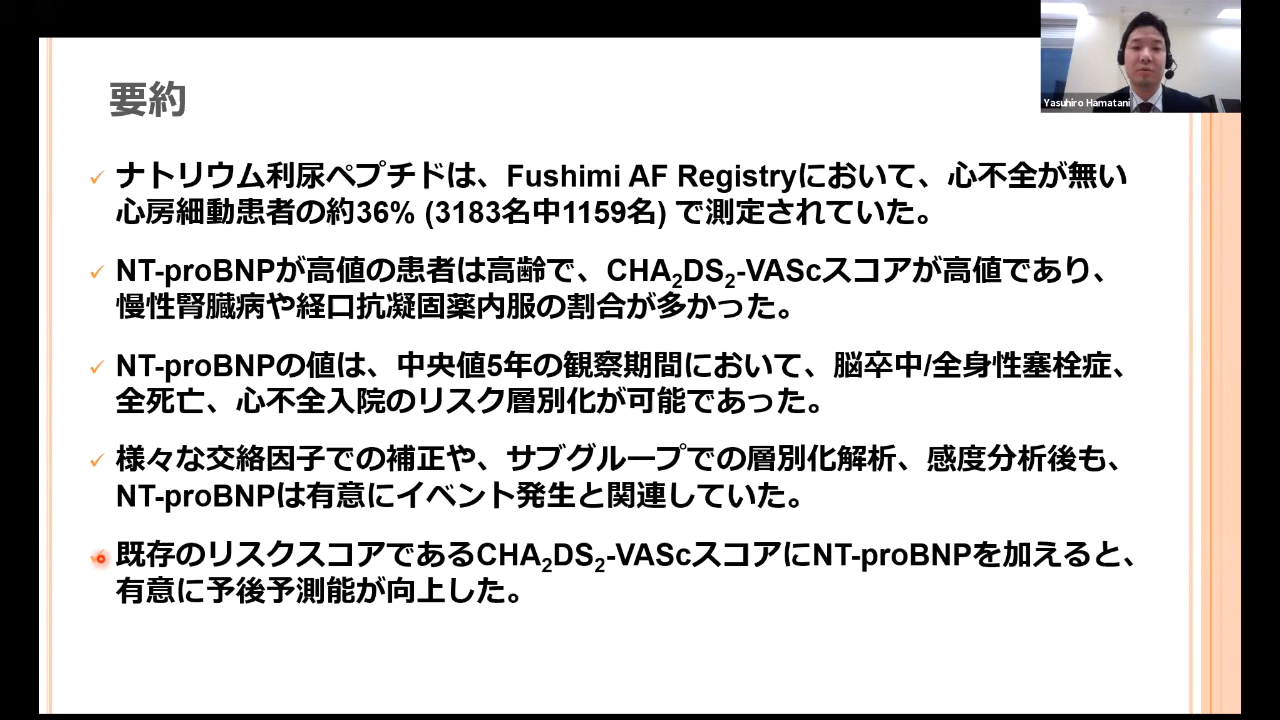 Yasuhiro Hamatani
要約
✓ ナトリウム利尿ペプチドは、Fushimi AF Registryにおいて、心不全が無い
心房細動患者の約36% (3183名中1159名) で測定されていた。
✓ NT-proBNPが高値の患者は高齢で、CHA₂DS₂-VAScスコアが高値であり、
慢性腎臓病や経口抗凝固薬内服の割合が多かった。
✓ NT-proBNPの値は、中央値5年の観察期間において、脳卒中/全身性塞栓症、
全死亡、心不全入院のリスク層別化が可能であった。
✓ 様々な交絡因子での補正や、サブグループでの層別化解析、感度分析後も、
NT-proBNPは有意にイベント発生と関連していた。
既存のリスクスコアであるCHA₂DS₂-VAScスコアにNT-proBNPを加えると、
有意に予後予測能が向上した。